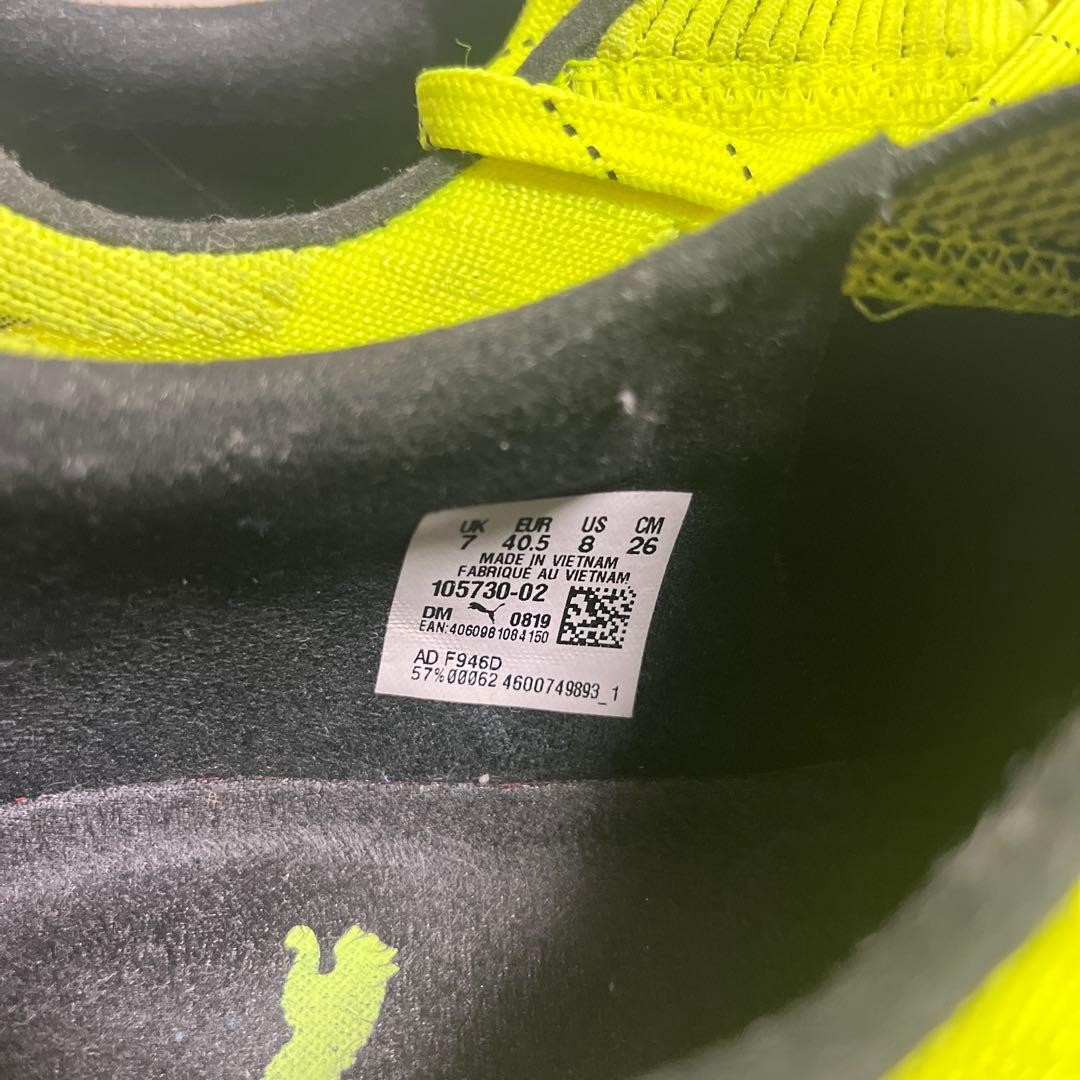 UK EUR US CM
7 40.5 8 26
MADE IN VIETNAM
FABRIQUÉ AU VIETNAM
105730-02
DM 0819
EAN:4060981084150
AD F946D
57%00062 4600749893_1